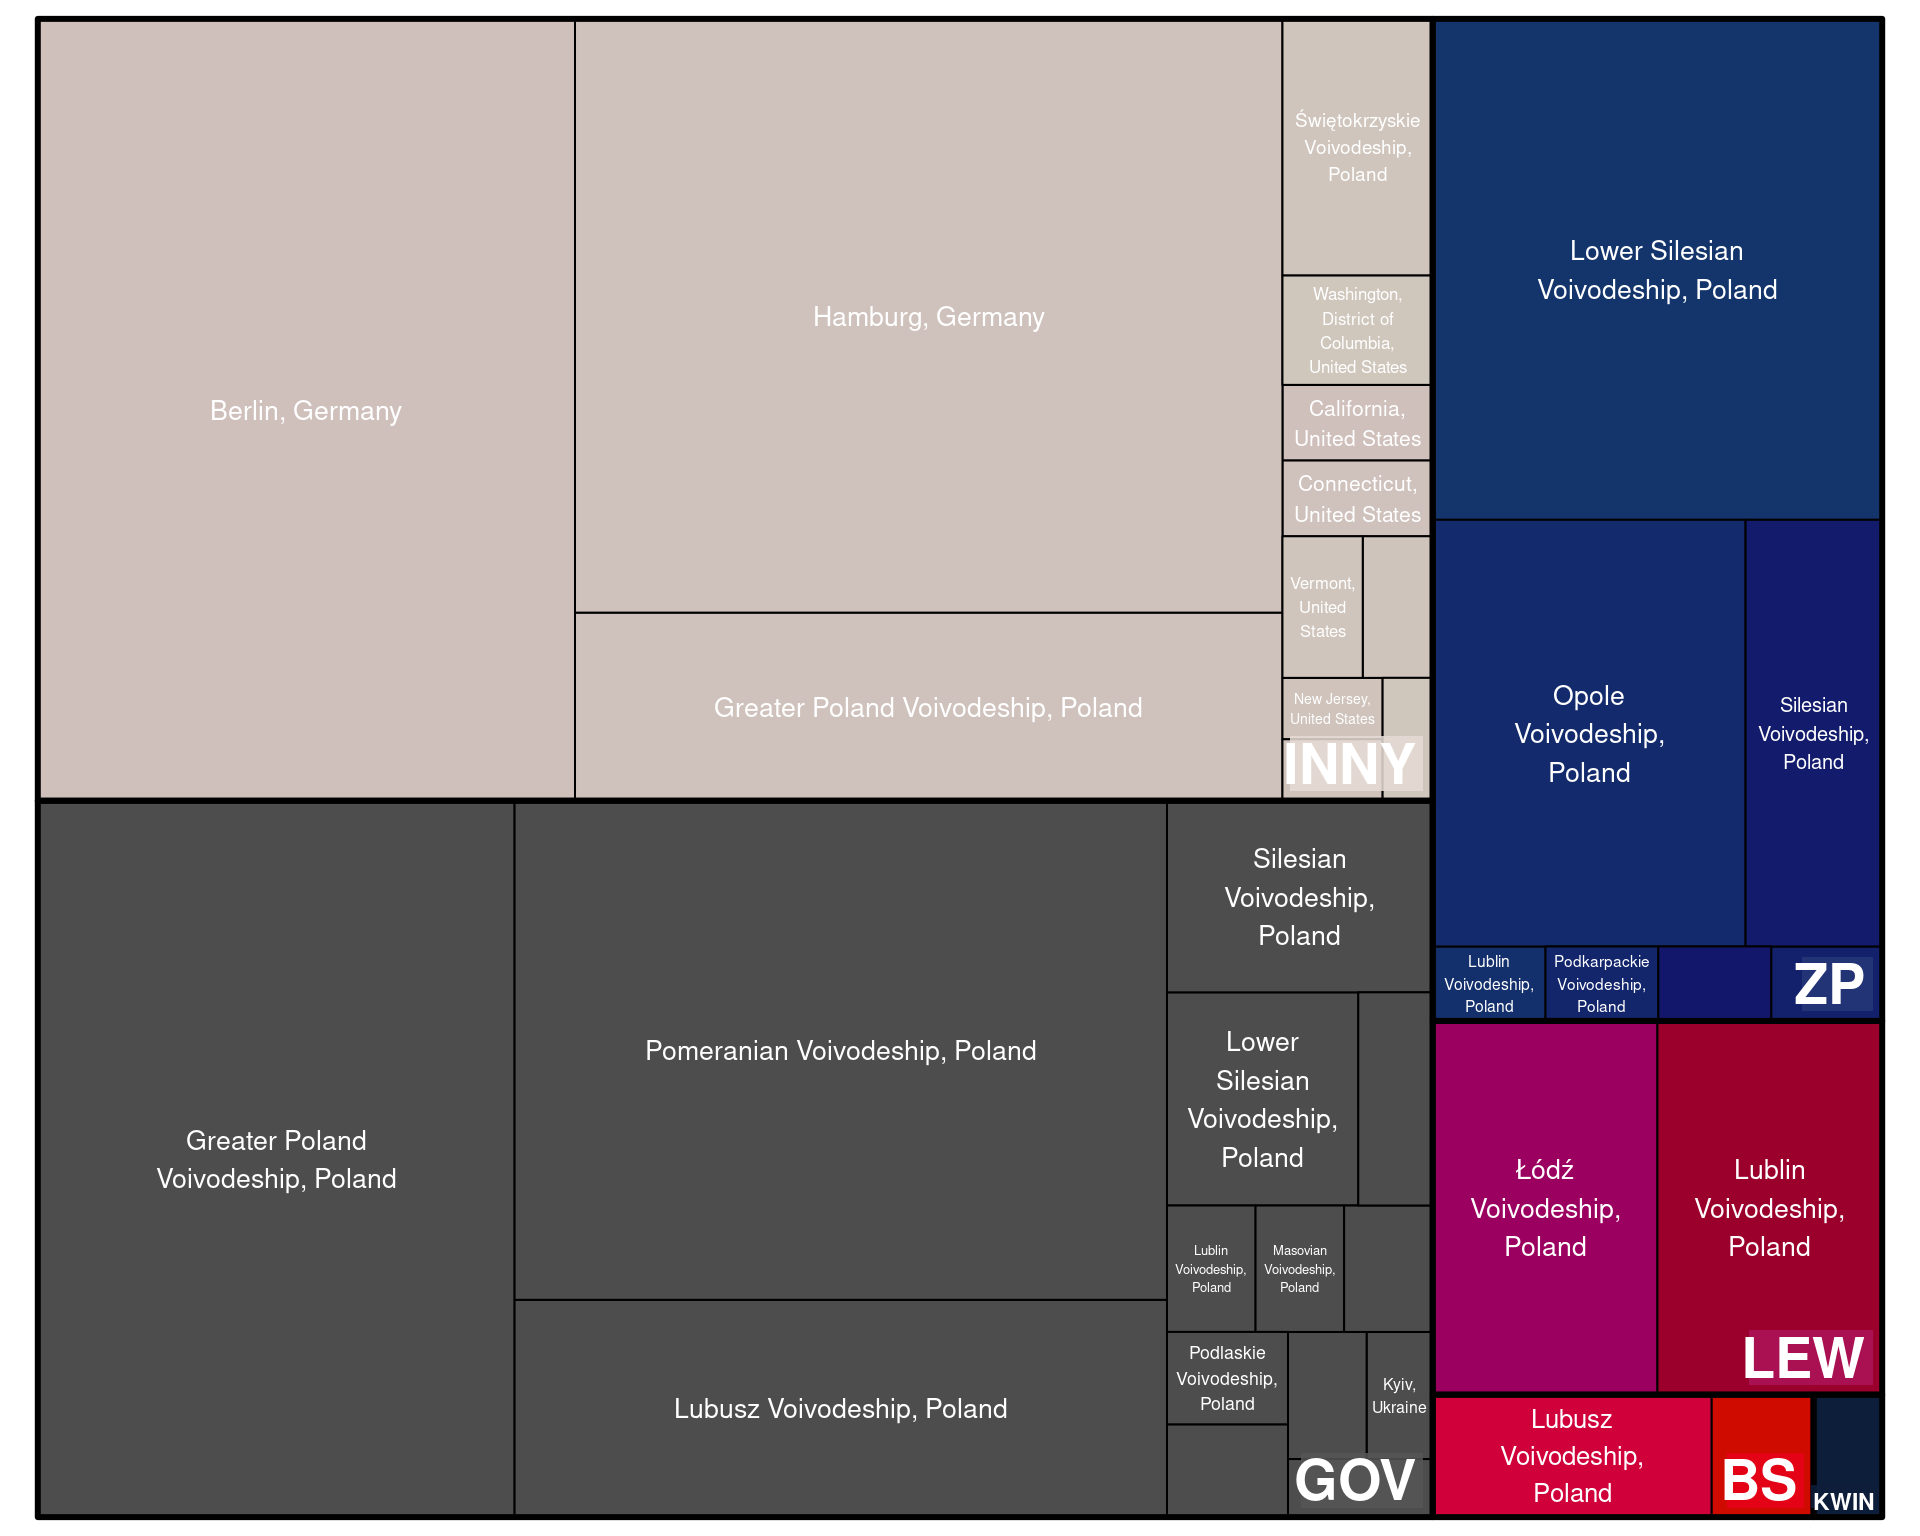 Berlin, Germany
Hamburg, Germany
Greater Poland Voivodeship, Poland
Świętokrzyskie
Voivodeship,
Poland
Washington,
District of
Columbia,
United States
California,
United States
Connecticut,
United States
Vermont,
United
States
New Jersey,
United States
INNY
Greater Poland
Voivodeship, Poland
Pomeranian Voivodeship, Poland
Lubusz Voivodeship, Poland
Silesian
Voivodeship,
Poland
Lower
Silesian
Voivodeship,
Poland
Lublin
Voivodeship,
Poland
Masovian
Voivodeship,
Poland
Podlaskie
Voivodeship,
Poland
Kyiv,
Ukraine
GOV
Lower Silesian
Voivodeship, Poland
Opole
Voivodeship,
Poland
Silesian
Voivodeship,
Poland
Lublin
Voivodeship,
Poland
Podkarpackie
Voivodeship,
Poland
ZP
Łódź
Voivodeship,
Poland
Lublin
Voivodeship,
Poland
LEW
Lubusz
Voivodeship,
Poland
BS
KWIN